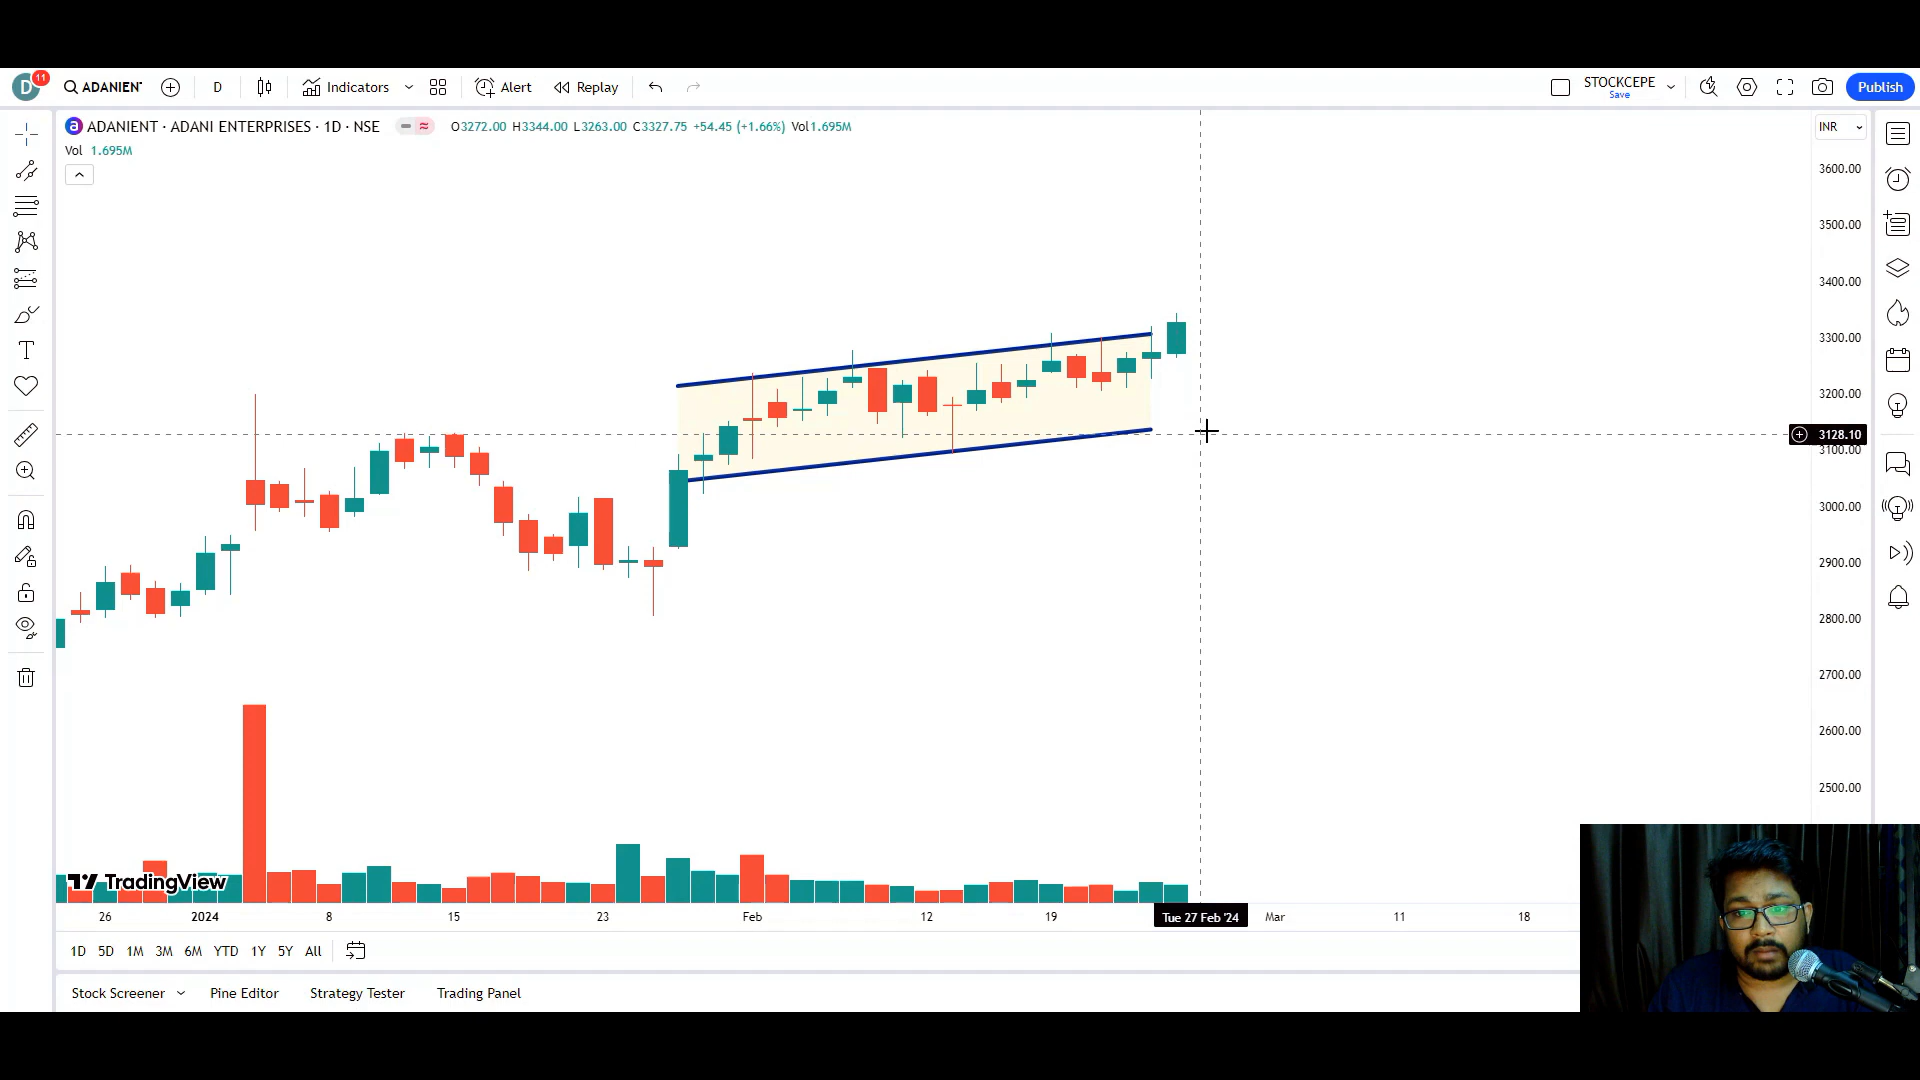 D 11 ADANIENT D Indicators Alert Replay STOCKCEPE Save Publish
a ADANIENT · ADANI ENTERPRISES · 1D · NSE O3272.00 H3344.00 L3263.00 C3327.75 +54.45 (+1.66%) Vol1.695M INR
Vol 1.695M
3600.00
3500.00
3400.00
3300.00
3200.00
3128.10
3100.00
3000.00
2900.00
2800.00
2700.00
2600.00
2500.00
TradingView
26 2024 8 15 23 Feb 12 19 Tue 27 Feb '24 Mar 11 18
1D 5D 1M 3M 6M YTD 1Y 5Y All
Stock Screener Pine Editor Strategy Tester Trading Panel